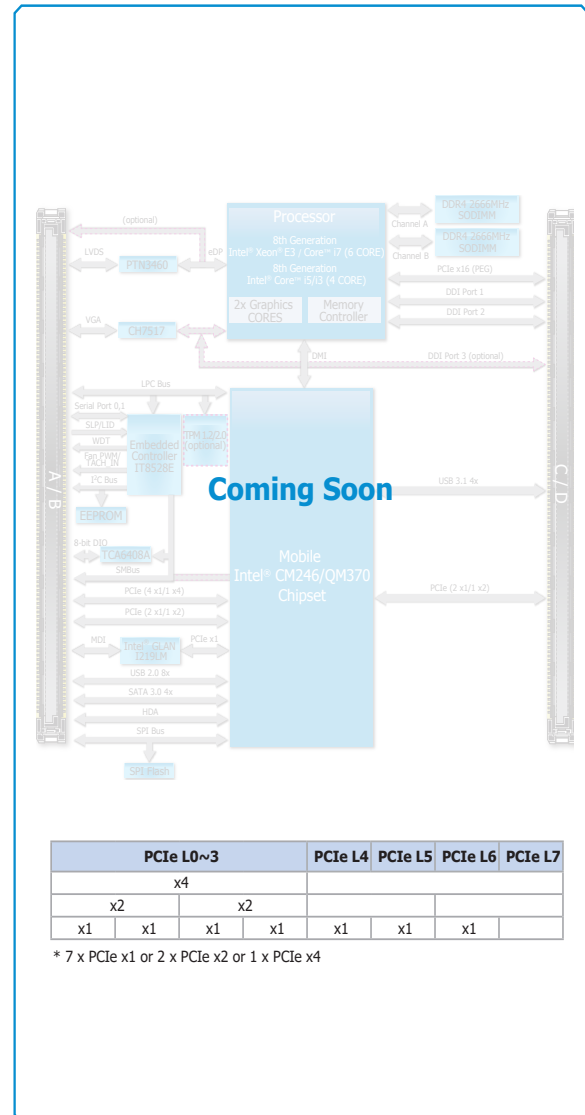 (optional)
Processor
8th Generation
Intel® Xeon® E3 / Core™ i7 (6 CORE)
8th Generation
Intel® Core™ i5/i3 (4 CORE)
2x Graphics
CORES
Memory
Controller
Channel A
DDR4 2666MHz
SODIMM
Channel B
DDR4 2666MHz
SODIMM
LVDS
PTN3460
eDP
PCIe x16 (PEG)
DDI Port 1
DDI Port 2
VGA
CH7517
DMI
DDI Port 3 (optional)
LPC Bus
Serial Port 0,1
SLP/LID
WDT
Fan PWM/
TACH_IN
I²C Bus
Embedded
Controller
IT8528E
TPM 1.2/2.0
(optional)
EEPROM
A / B
C / D
Coming Soon
USB 3.1 4x
8-bit DIO
TCA6408A
SMBus
Mobile
Intel® CM246/QM370
Chipset
PCIe (4 x1/1 x4)
PCIe (2 x1/1 x2)
PCIe (2 x1/1 x2)
MDI
Intel® GLAN
I219LM
PCIe x1
USB 2.0 8x
SATA 3.0 4x
HDA
SPI Bus
SPI Flash
PCIe L0~3 PCIe L4 PCIe L5 PCIe L6 PCIe L7
x4
x2 x2
x1 x1 x1 x1 x1 x1 x1
* 7 x PCIe x1 or 2 x PCIe x2 or 1 x PCIe x4